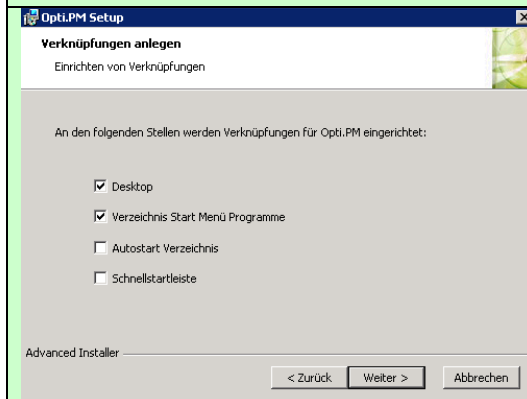 Opti.PM Setup
Verknüpfungen anlegen
Einrichten von Verknüpfungen
An den folgenden Stellen werden Verknüpfungen für Opti.PM eingerichtet:
Desktop
Verzeichnis Start Menü Programme
Autostart Verzeichnis
Schnellstartleiste
Advanced Installer
< Zurück Weiter > Abbrechen